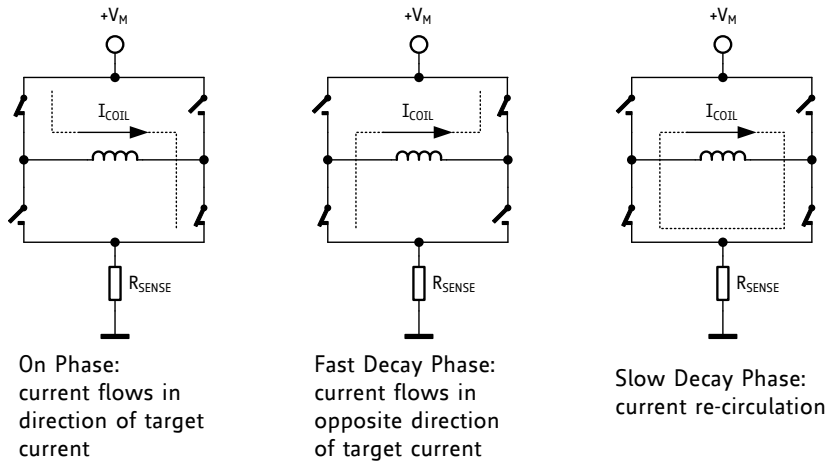 +VM
ICOIL
RSENSE
On Phase:
current flows in
direction of target
current
+VM
ICOIL
RSENSE
Fast Decay Phase:
current flows in
opposite direction
of target current
+VM
ICOIL
RSENSE
Slow Decay Phase:
current re-circulation